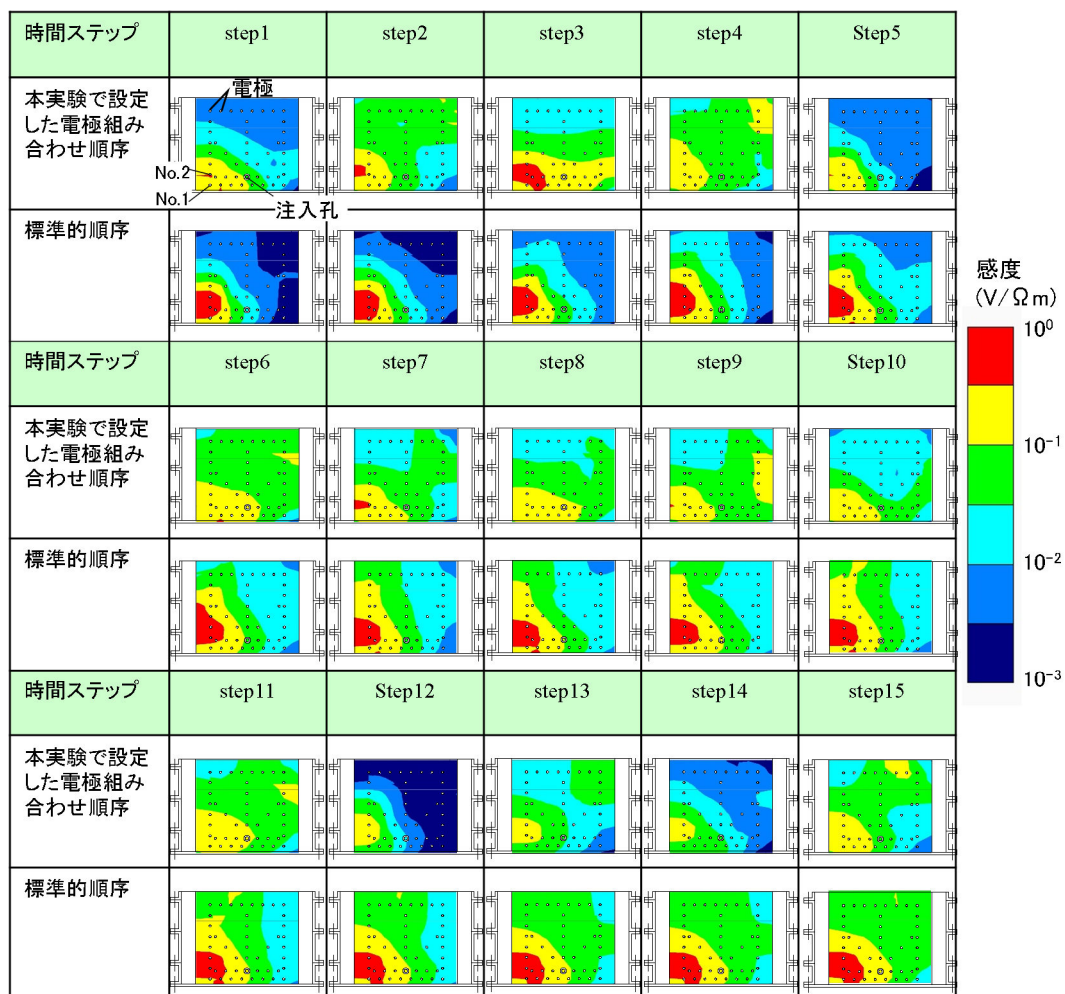 時間ステップ step1 step2 step3 step4 Step5
本実験で設定
した電極組み
合わせ順序
電極
No.2
No.1
注入孔
標準的順序
時間ステップ step6 step7 step8 step9 Step10
本実験で設定
した電極組み
合わせ順序
標準的順序
時間ステップ step11 Step12 step13 step14 step15
本実験で設定
した電極組み
合わせ順序
標準的順序
感度
(V/Ωm)
10⁰
10⁻¹
10⁻²
10⁻³